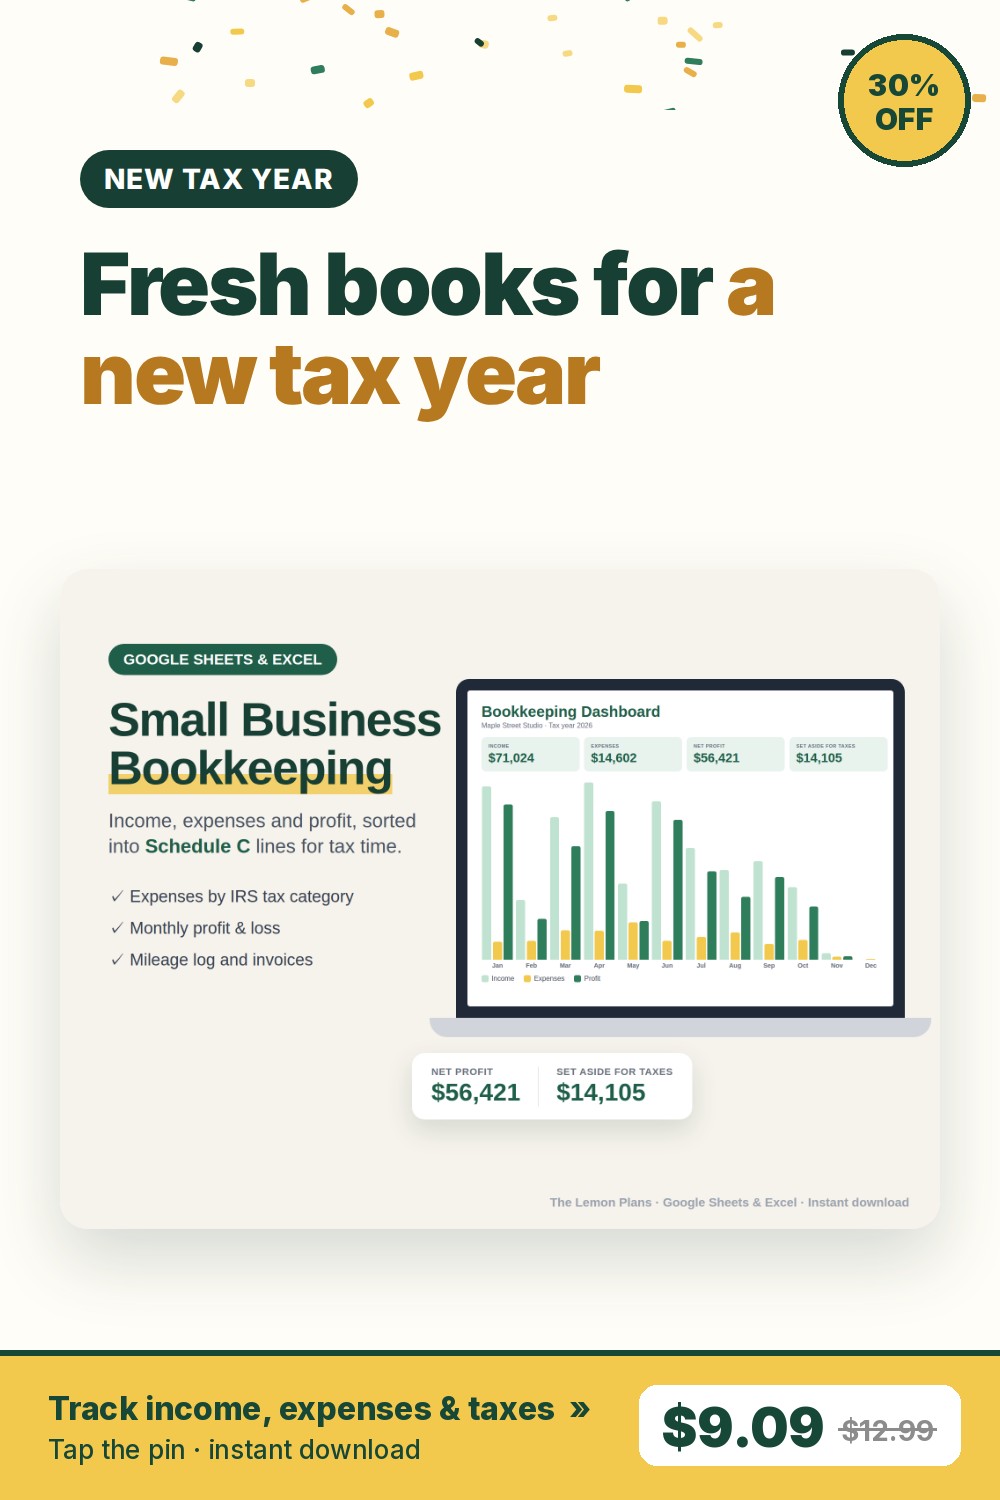 30%
OFF
NEW TAX YEAR
Fresh books for a
new tax year
GOOGLE SHEETS & EXCEL
Small Business
Bookkeeping
Income, expenses and profit, sorted
into Schedule C lines for tax time.
✓ Expenses by IRS tax category
✓ Monthly profit & loss
✓ Mileage log and invoices
Bookkeeping Dashboard
Maple Street Studio · Tax year 2026
INCOME EXPENSES NET PROFIT SET ASIDE FOR TAXES
$71,024 $14,602 $56,421 $14,105
Jan Feb Mar Apr May Jun Jul Aug Sep Oct Nov Dec
Income Expenses Profit
NET PROFIT SET ASIDE FOR TAXES
$56,421 $14,105
The Lemon Plans · Google Sheets & Excel · Instant download
Track income, expenses & taxes »
Tap the pin · instant download
$9.09 $12.99